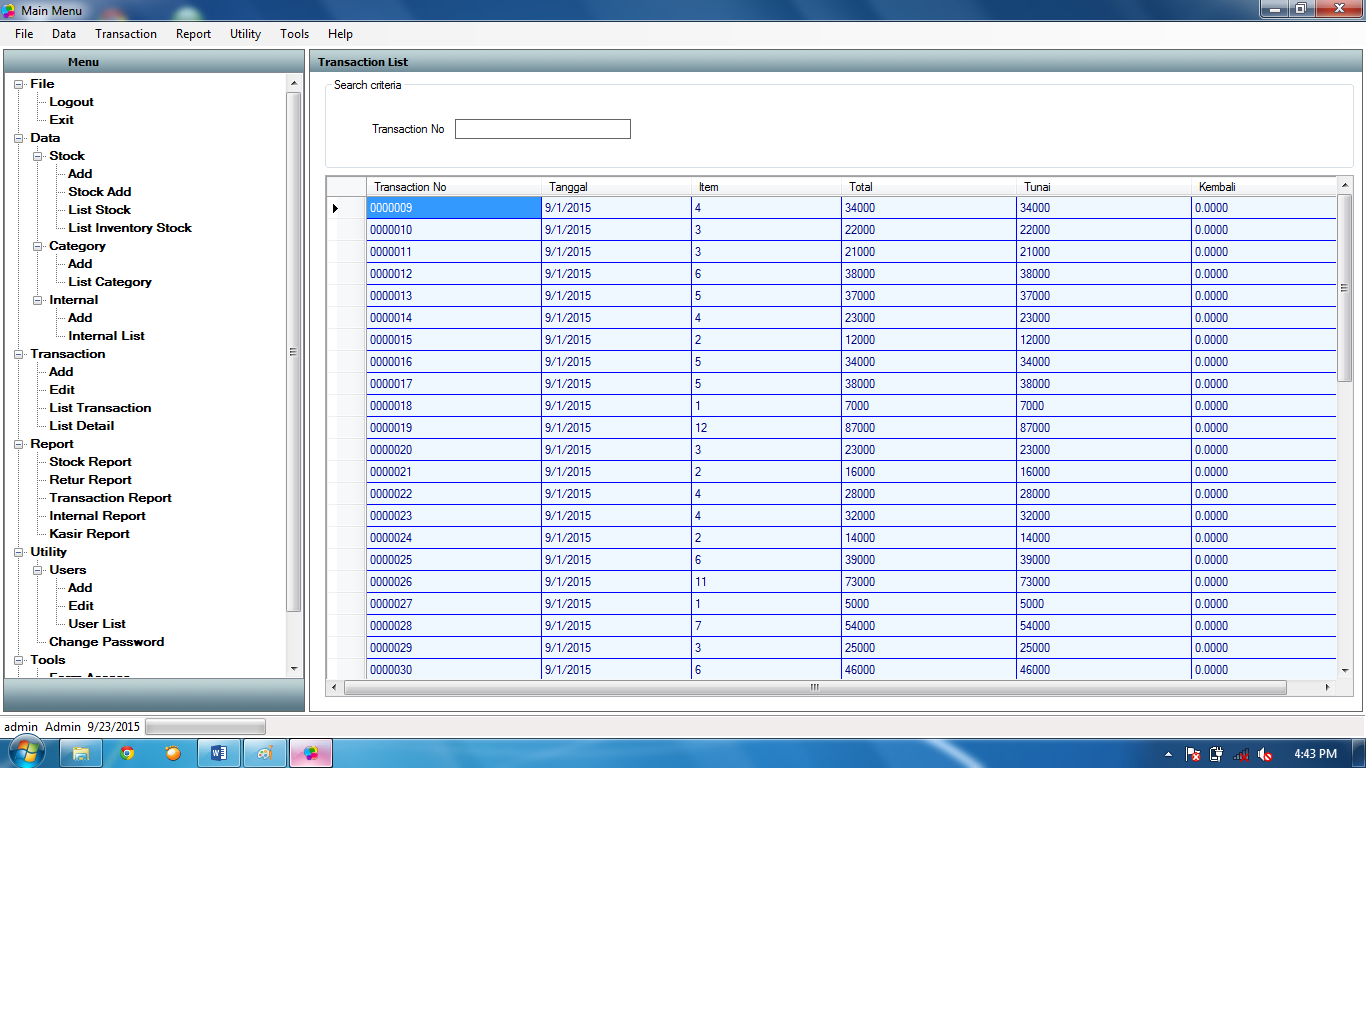 Main Menu
File Data Transaction Report Utility Tools Help
Menu
File
Logout
Exit
Data
Stock
Add
Stock Add
List Stock
List Inventory Stock
Category
Add
List Category
Internal
Add
Internal List
Transaction
Add
Edit
List Transaction
List Detail
Report
Stock Report
Retur Report
Transaction Report
Internal Report
Kasir Report
Utility
Users
Add
Edit
User List
Change Password
Tools
Transaction List
Search criteria
Transaction No
Transaction No Tanggal Item Total Tunai Kembali
0000009 9/1/2015 4 34000 34000 0.0000
0000010 9/1/2015 3 22000 22000 0.0000
0000011 9/1/2015 3 21000 21000 0.0000
0000012 9/1/2015 6 38000 38000 0.0000
0000013 9/1/2015 5 37000 37000 0.0000
0000014 9/1/2015 4 23000 23000 0.0000
0000015 9/1/2015 2 12000 12000 0.0000
0000016 9/1/2015 5 34000 34000 0.0000
0000017 9/1/2015 5 38000 38000 0.0000
0000018 9/1/2015 1 7000 7000 0.0000
0000019 9/1/2015 12 87000 87000 0.0000
0000020 9/1/2015 3 23000 23000 0.0000
0000021 9/1/2015 2 16000 16000 0.0000
0000022 9/1/2015 4 28000 28000 0.0000
0000023 9/1/2015 4 32000 32000 0.0000
0000024 9/1/2015 2 14000 14000 0.0000
0000025 9/1/2015 6 39000 39000 0.0000
0000026 9/1/2015 11 73000 73000 0.0000
0000027 9/1/2015 1 5000 5000 0.0000
0000028 9/1/2015 7 54000 54000 0.0000
0000029 9/1/2015 3 25000 25000 0.0000
0000030 9/1/2015 6 46000 46000 0.0000
admin Admin 9/23/2015
4:43 PM